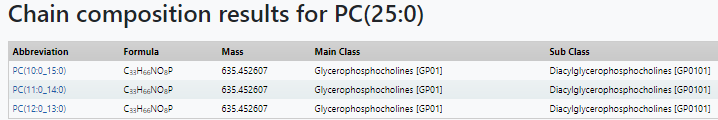 Chain composition results for PC(25:0)
Abbreviation Formula Mass Main Class Sub Class
PC(10:0_15:0) C₃₃H₆₆NO₈P 635.452607 Glycerophosphocholines [GP01] Diacylglycerophosphocholines [GP0101]
PC(11:0_14:0) C₃₃H₆₆NO₈P 635.452607 Glycerophosphocholines [GP01] Diacylglycerophosphocholines [GP0101]
PC(12:0_13:0) C₃₃H₆₆NO₈P 635.452607 Glycerophosphocholines [GP01] Diacylglycerophosphocholines [GP0101]